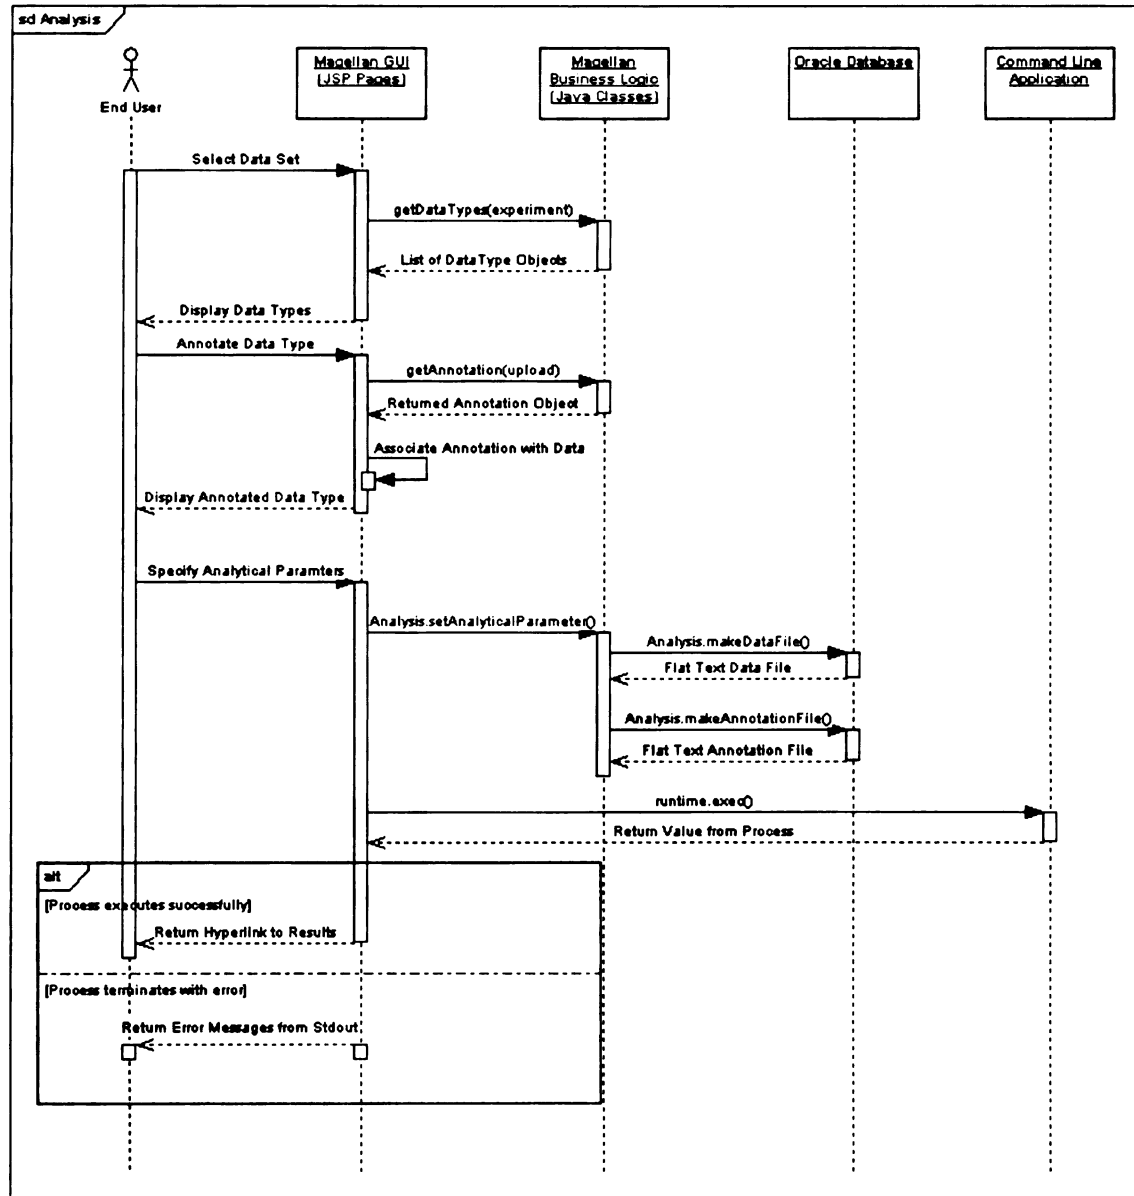 sd Analysis
End User
Magellan GUI
(JSP Pages)
Magellan
Business Logic
(Java Classes)
Oracle Database
Command Line
Application
Select Data Set
getDataTypes(experiment)
List of DataType Objects
Display Data Types
Annotate Data Type
getAnnotation(upload)
Returned Annotation Object
Associate Annotation with Data
Display Annotated Data Type
Specify Analytical Paramters
Analysis.setAnalyticalParameter()
Analysis.makeDataFile()
Flat Text Data File
Analysis.makeAnnotationFile()
Flat Text Annotation File
runtime.exec()
Return Value from Process
alt
[Process executes successfully]
Return Hyperlink to Results
[Process terminates with error]
Return Error Messages from Stdout